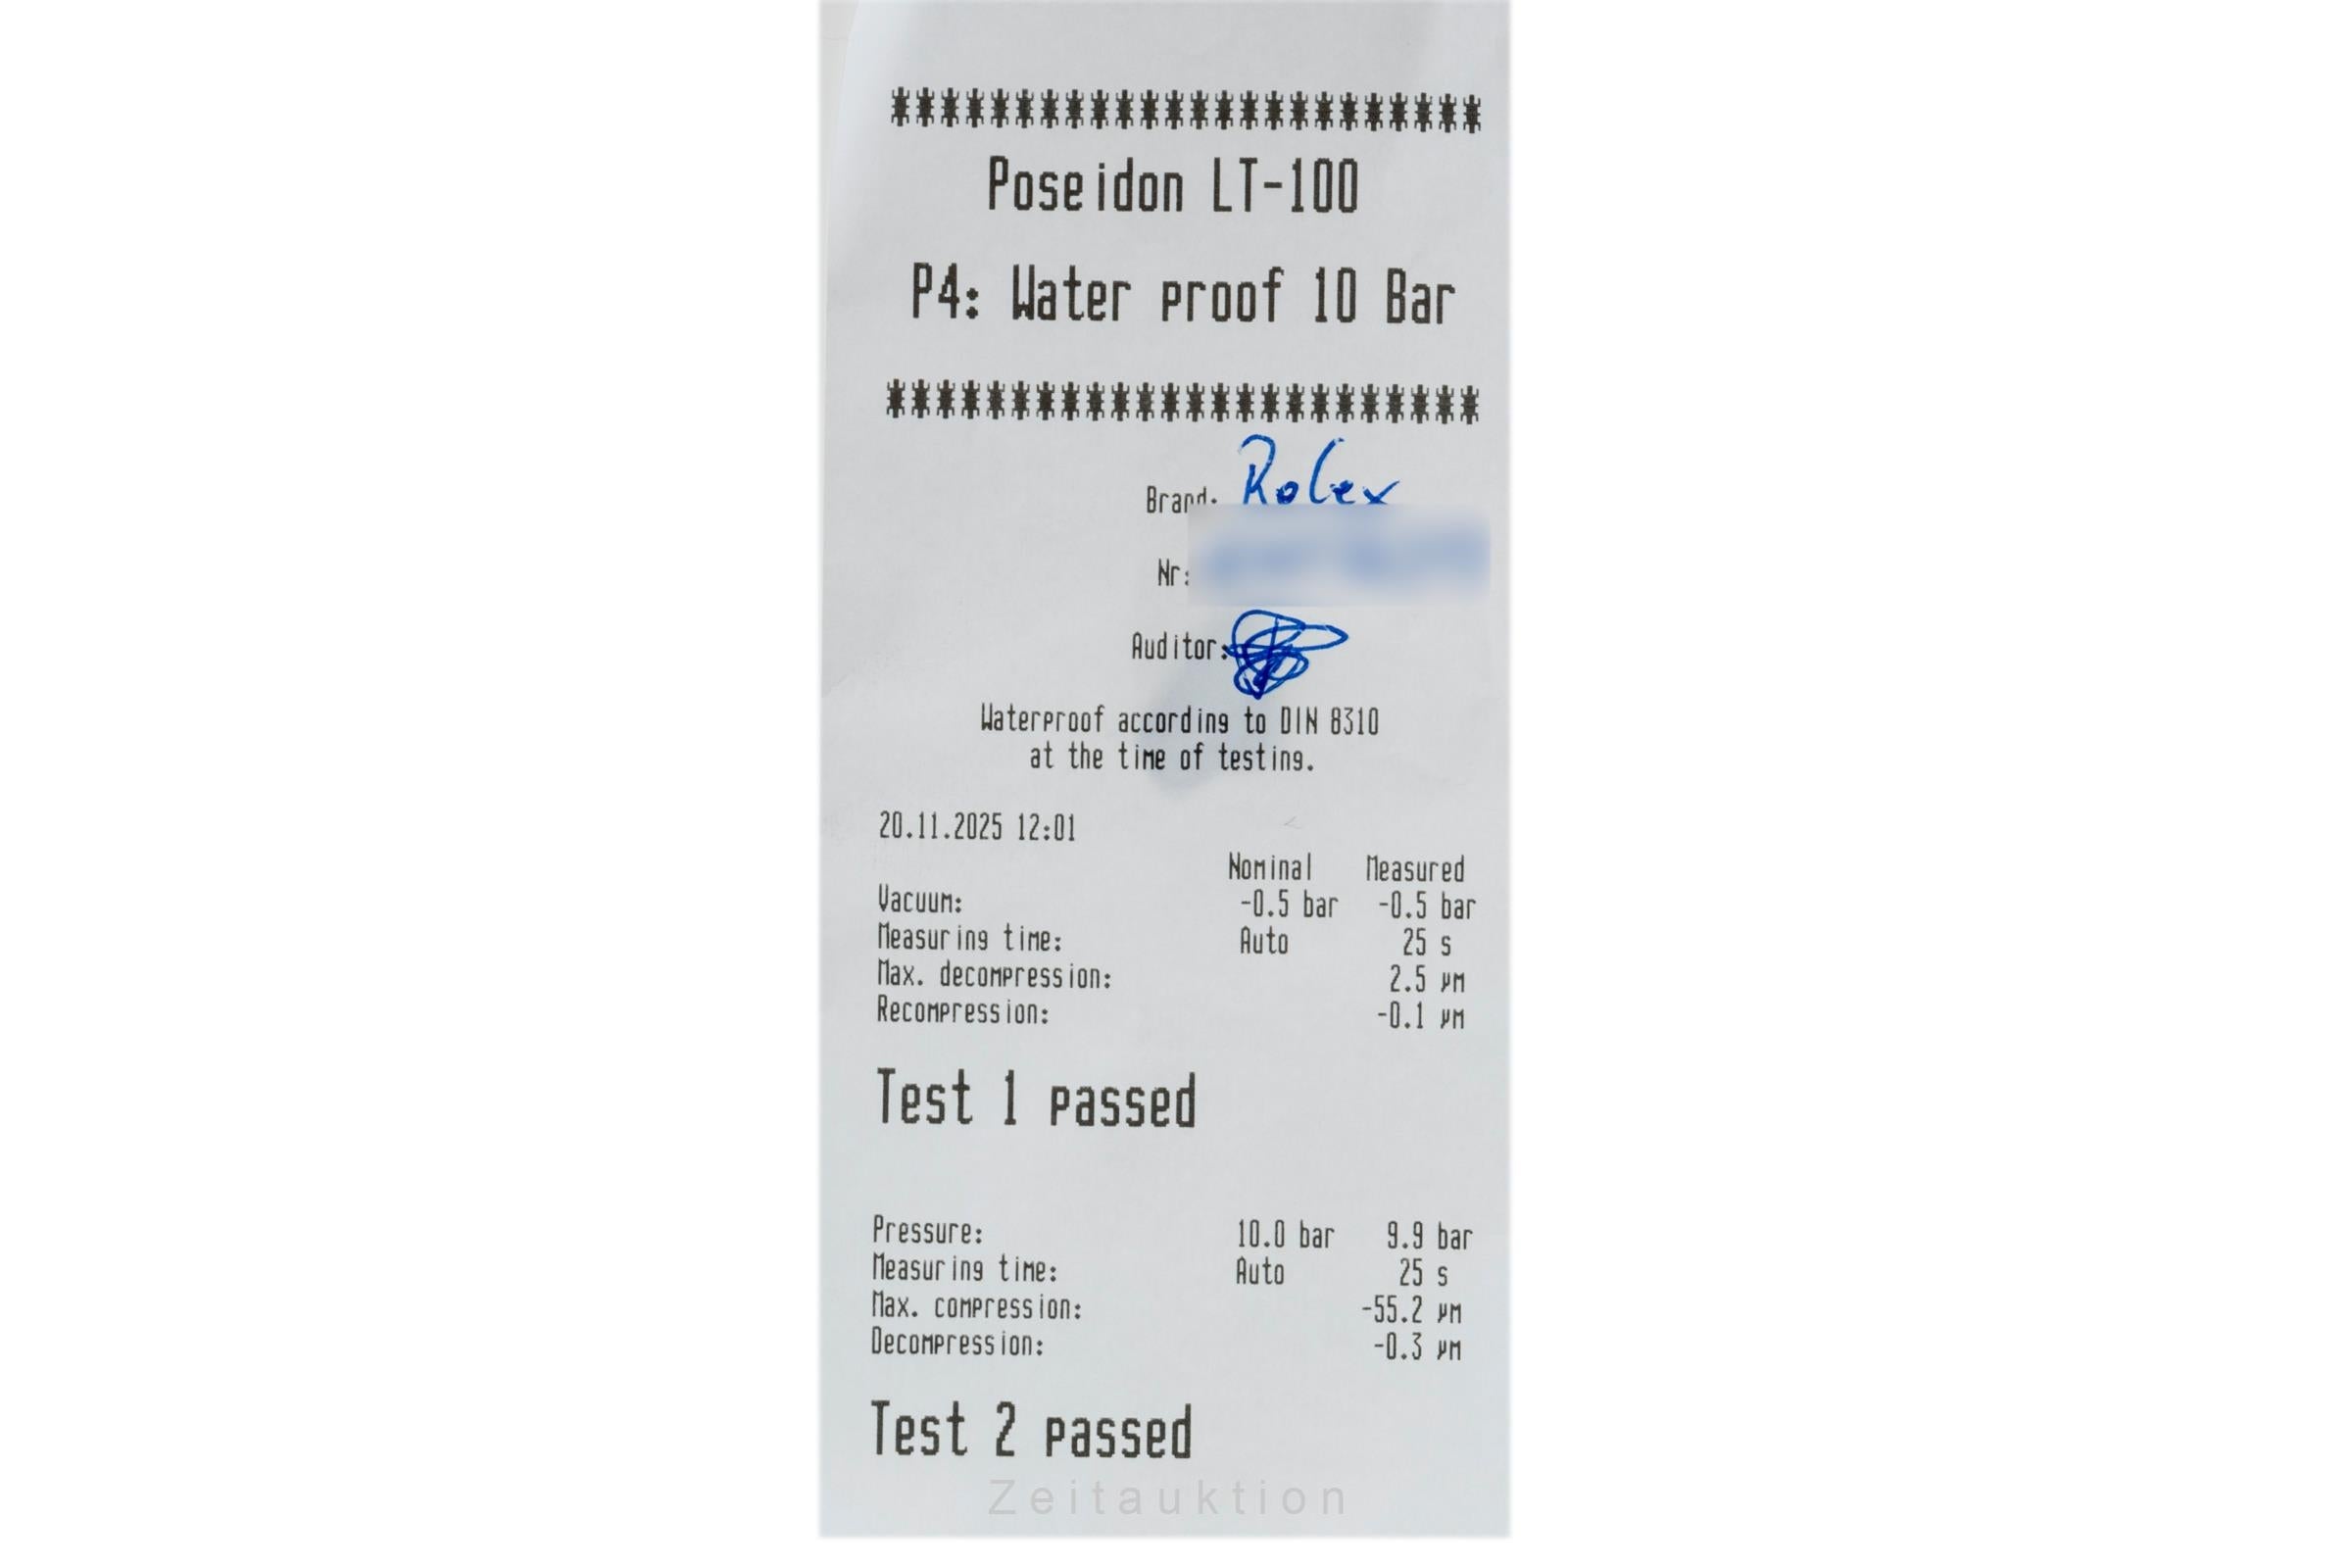 ************************
Poseidon LT-100
P4: Water proof 10 Bar
************************
Brand: Rolex
Nr:
Auditor:
Waterproof according to DIN 8310
at the time of testing.
20.11.2025 12:01
Nominal Measured
Vacuum: -0.5 bar -0.5 bar
Measuring time: Auto 25 s
Max. decompression: 2.5 µm
Recompression: -0.1 µm
Test 1 passed
Pressure: 10.0 bar 9.9 bar
Measuring time: Auto 25 s
Max. compression: -55.2 µm
Decompression: -0.3 µm
Test 2 passed
Zeitauktion